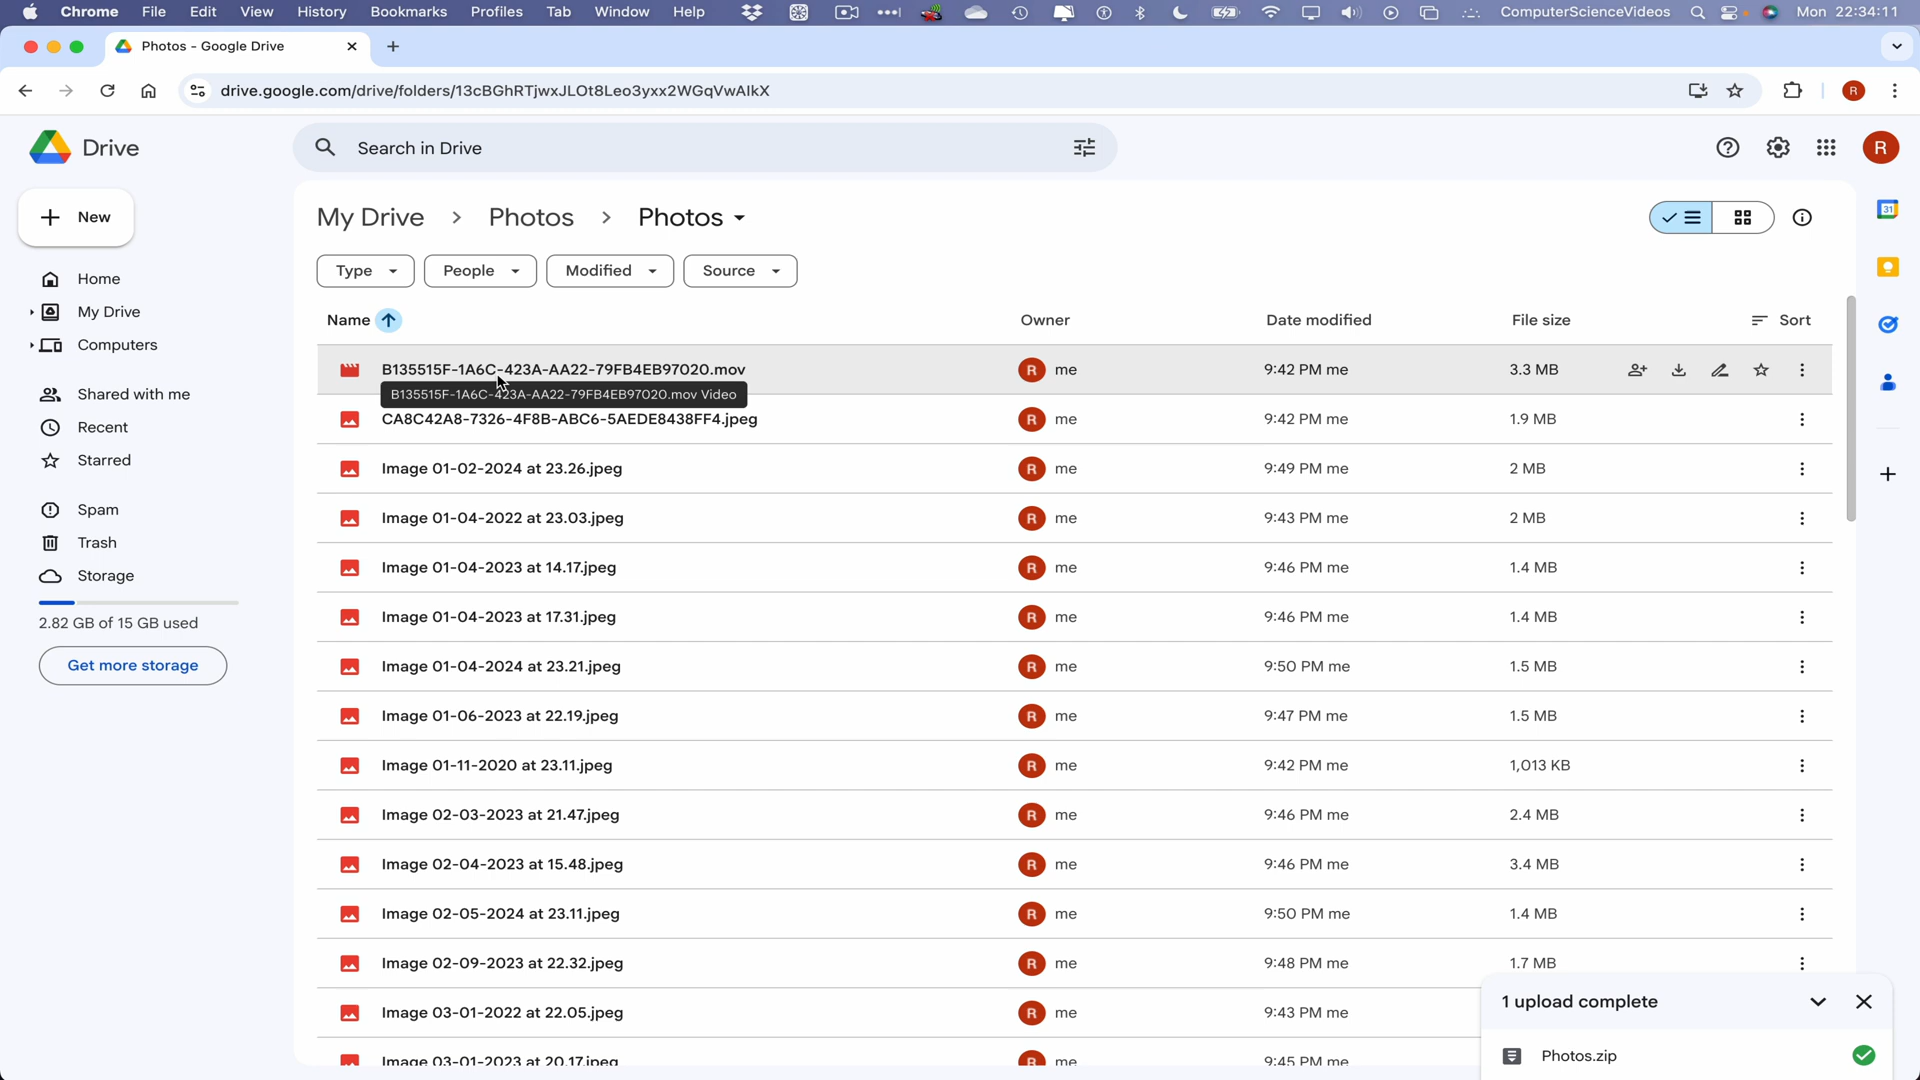 Chrome File Edit View History Bookmarks Profiles Tab Window Help ComputerScienceVideos Mon 22:34:11
Photos - Google Drive
drive.google.com/drive/folders/13cBGhRTjwxJLOt8Leo3yxx2WGqVwAlkX R
Drive
Search in Drive
R
New
Home
My Drive
Computers
Shared with me
Recent
Starred
Spam
Trash
Storage
2.82 GB of 15 GB used
Get more storage
My Drive > Photos > Photos
Type People Modified Source
Name Owner Date modified File size Sort
B135515F-1A6C-423A-AA22-79FB4EB97020.mov R me 9:42 PM me 3.3 MB
B135515F-1A6C-423A-AA22-79FB4EB97020.mov Video
CA8C42A8-7326-4F8B-ABC6-5AEDE8438FF4.jpeg R me 9:42 PM me 1.9 MB
Image 01-02-2024 at 23.26.jpeg R me 9:49 PM me 2 MB
Image 01-04-2022 at 23.03.jpeg R me 9:43 PM me 2 MB
Image 01-04-2023 at 14.17.jpeg R me 9:46 PM me 1.4 MB
Image 01-04-2023 at 17.31.jpeg R me 9:46 PM me 1.4 MB
Image 01-04-2024 at 23.21.jpeg R me 9:50 PM me 1.5 MB
Image 01-06-2023 at 22.19.jpeg R me 9:47 PM me 1.5 MB
Image 01-11-2020 at 23.11.jpeg R me 9:42 PM me 1,013 KB
Image 02-03-2023 at 21.47.jpeg R me 9:46 PM me 2.4 MB
Image 02-04-2023 at 15.48.jpeg R me 9:46 PM me 3.4 MB
Image 02-05-2024 at 23.11.jpeg R me 9:50 PM me 1.4 MB
Image 02-09-2023 at 22.32.jpeg R me 9:48 PM me 1.7 MB
Image 03-01-2022 at 22.05.jpeg R me 9:43 PM me
Image 03-01-2023 at 20.17.jpeg R me 9:45 PM me
31
1 upload complete
Photos.zip